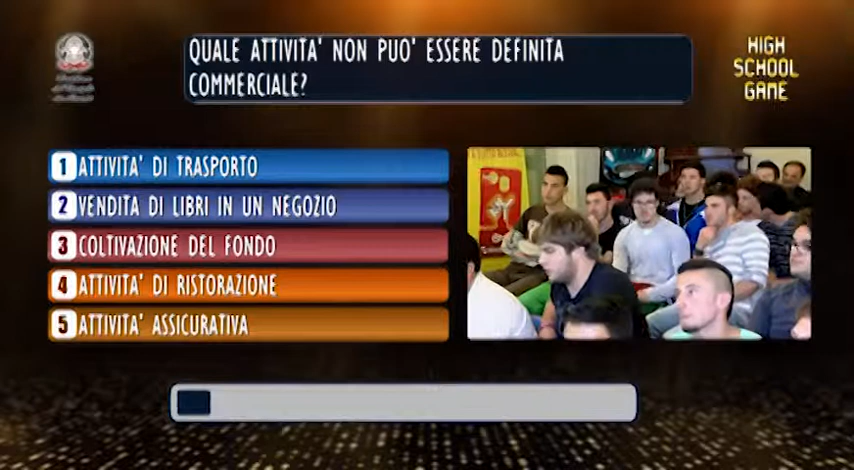 QUALE ATTIVITA' NON PUO' ESSERE DEFINITA
COMMERCIALE?
HIGH
SCHOOL
GAME
1 ATTIVITA' DI TRASPORTO
2 VENDITA DI LIBRI IN UN NEGOZIO
3 COLTIVAZIONE DEL FONDO
4 ATTIVITA' DI RISTORAZIONE
5 ATTIVITA' ASSICURATIVA